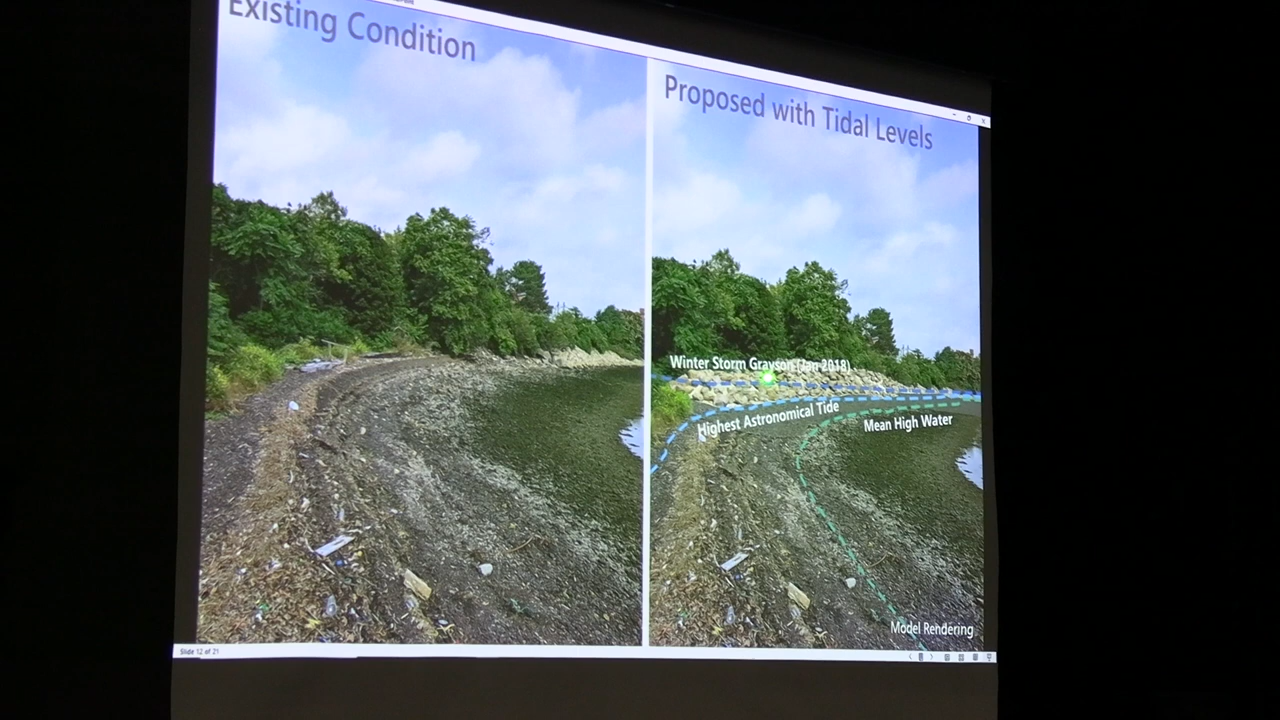 Existing Condition
Proposed with Tidal Levels
Winter Storm Grayson (Jan 2018)
Highest Astronomical Tide
Mean High Water
Model Rendering
Slide 12 of 21